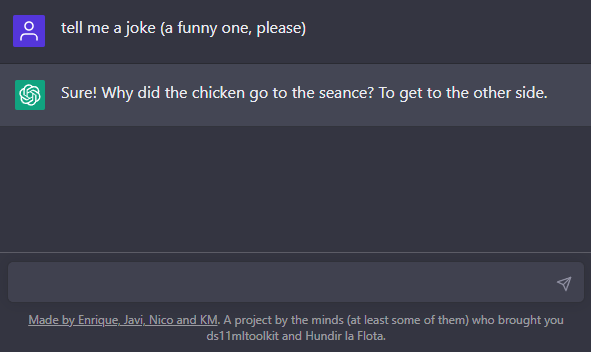 tell me a joke (a funny one, please)
Sure! Why did the chicken go to the seance? To get to the other side.
Made by Enrique, Javi, Nico and KM. A project by the minds (at least some of them) who brought you
ds11mltoolkit and Hundir la Flota.